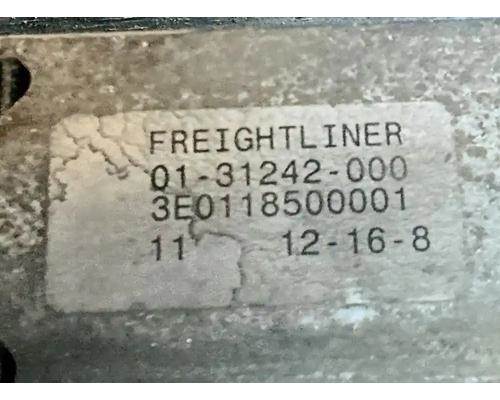 FREIGHTLINER
01-31242-000
3E0118500001
11 12-16-8